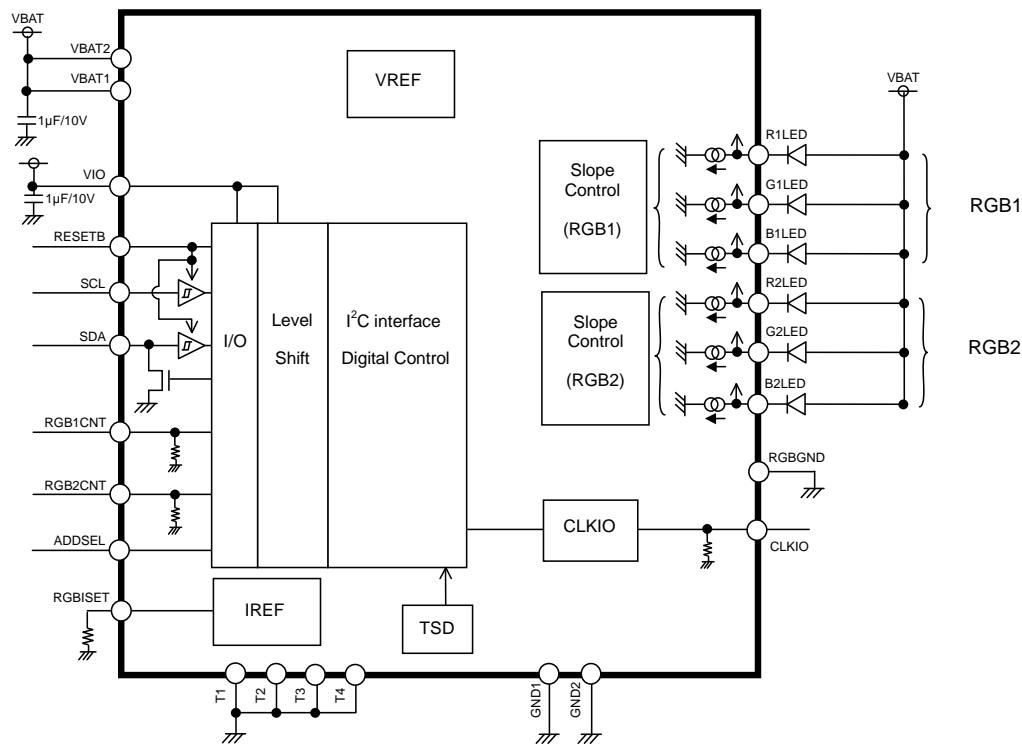 VBAT
VBAT2
VBAT1
1μF/10V
VIO
1μF/10V
RESETB
SCL
SDA
RGB1CNT
RGB2CNT
ADDSEL
RGBISET
VREF
I/O
Level
Shift
I²C interface
Digital Control
IREF
TSD
CLKIO
Slope
Control
(RGB1)
Slope
Control
(RGB2)
VBAT
R1LED
G1LED
B1LED
R2LED
G2LED
B2LED
RGB1
RGB2
RGBGND
CLKIO
T1
T2
T3
T4
GND1
GND2